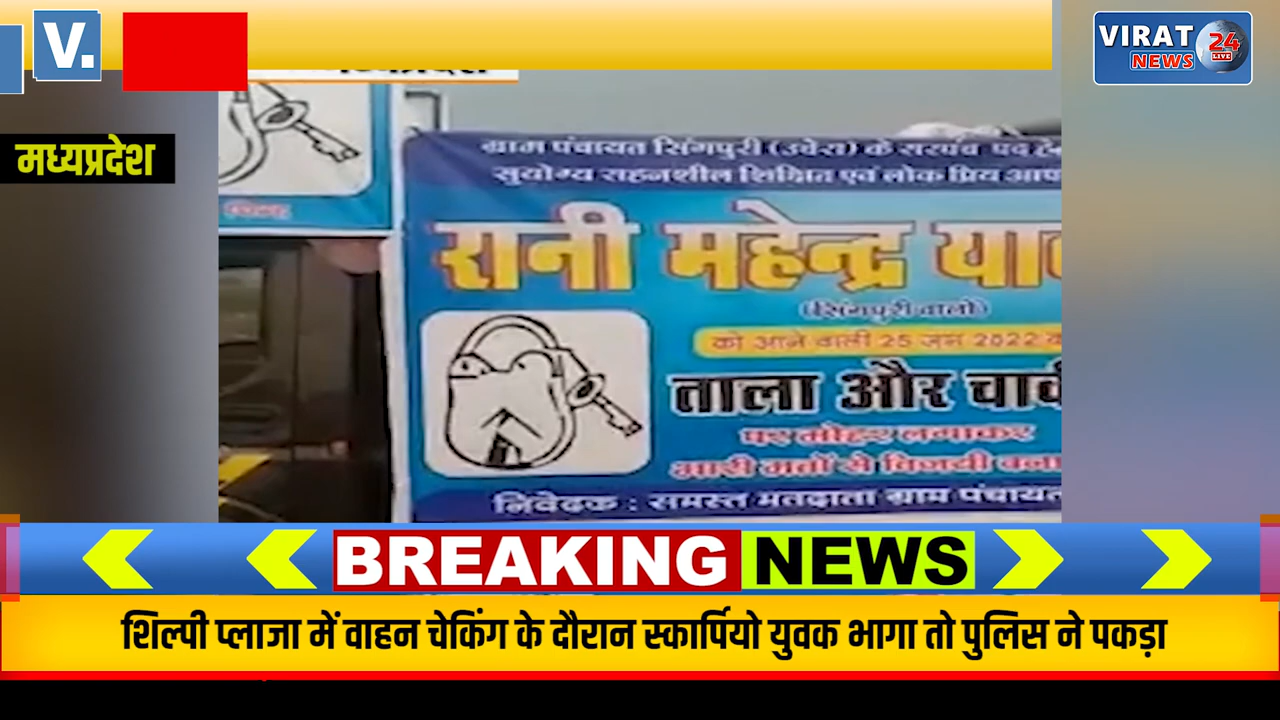 V.
VIRAT
NEWS
24
LIVE
मध्यप्रदेश
ग्राम पंचायत सिंगपुरी (उचेरा) के सरपंच पद हे
सुयोग्य सहनशील शिक्षित एवं लोक प्रिय आप
रानी महेन्द्र याद
(सिंगपुरी वालो)
को आने वाली 25 जून 2022 क
ताला और चाबी
पर मोहर लगाकर
भारी मतों से विजयी बना
निवेदक : समस्त मतदाता ग्राम पंचायत
BREAKING NEWS
शिल्पी प्लाजा में वाहन चेकिंग के दौरान स्कार्पियो युवक भागा तो पुलिस ने पकड़ा